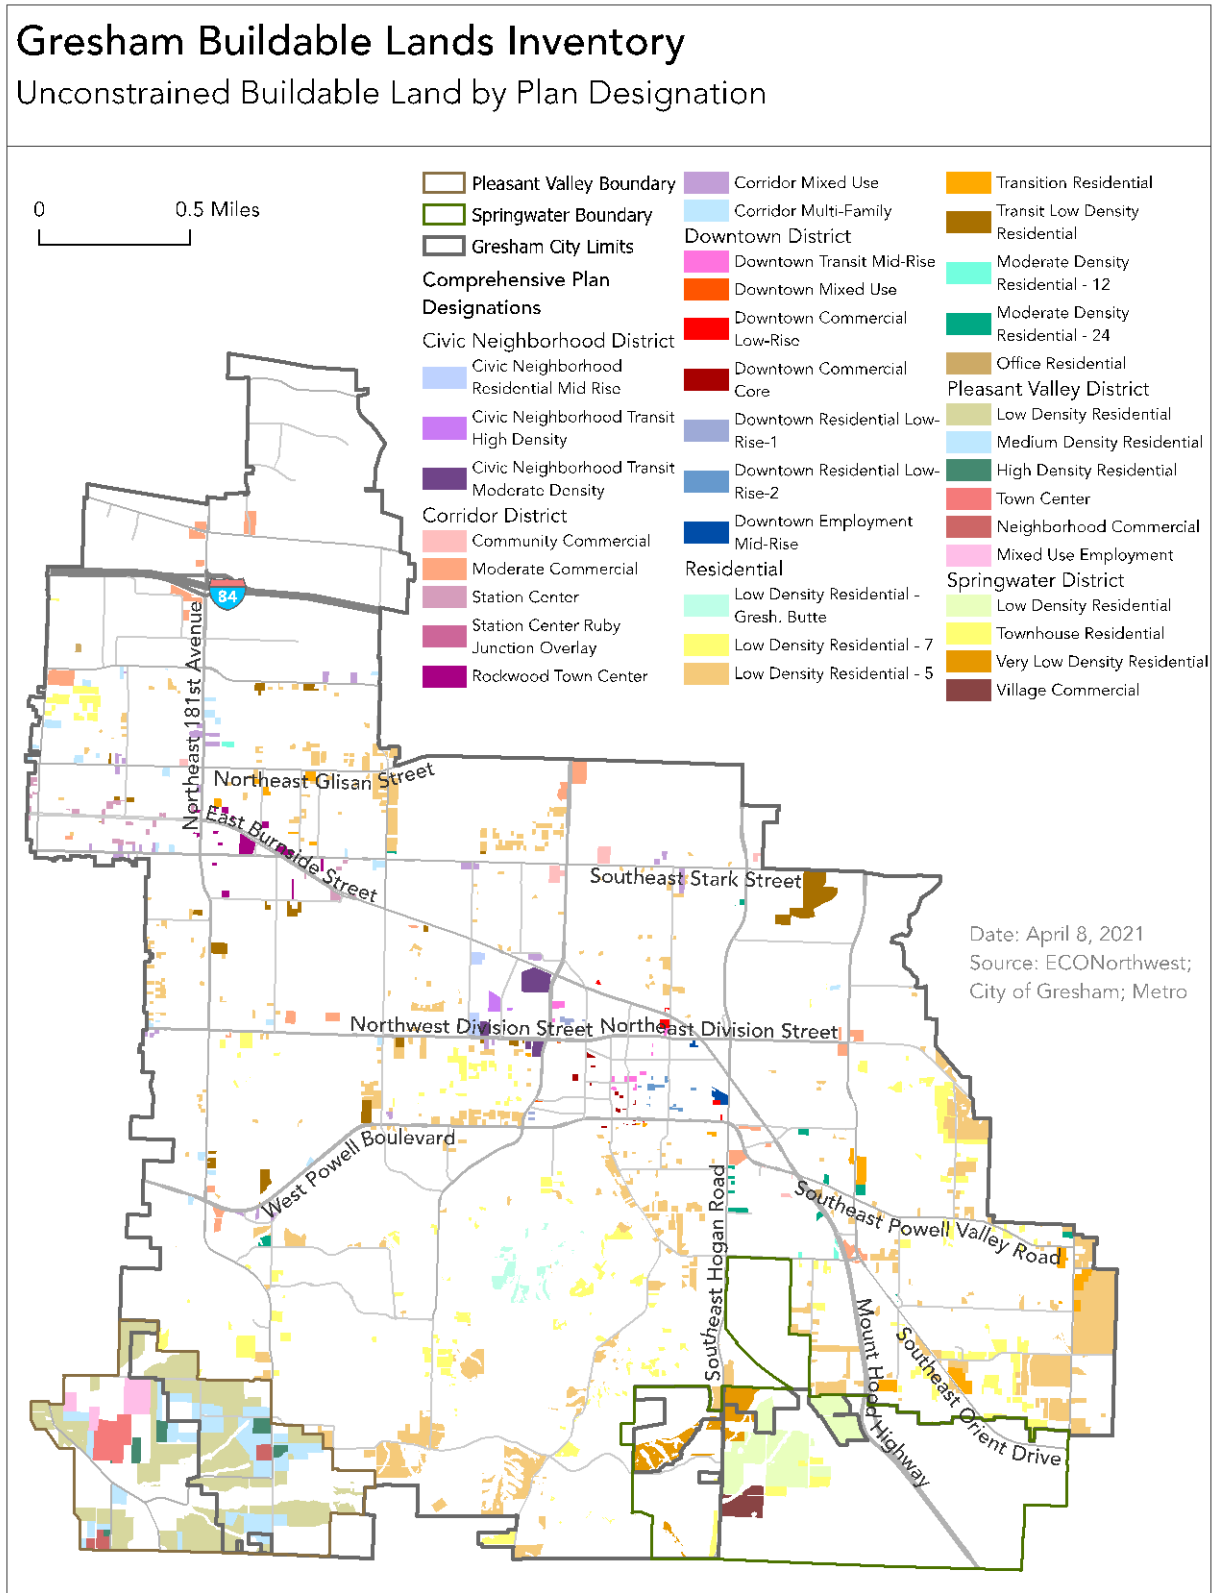 Gresham Buildable Lands Inventory
Unconstrained Buildable Land by Plan Designation
0 0.5 Miles
Pleasant Valley Boundary
Springwater Boundary
Gresham City Limits
Comprehensive Plan
Designations
Civic Neighborhood District
Civic Neighborhood
Residential Mid Rise
Civic Neighborhood Transit
High Density
Civic Neighborhood Transit
Moderate Density
Corridor District
Community Commercial
Moderate Commercial
Station Center
Station Center Ruby
Junction Overlay
Rockwood Town Center
Corridor Mixed Use
Corridor Multi-Family
Downtown District
Downtown Transit Mid-Rise
Downtown Mixed Use
Downtown Commercial
Low-Rise
Downtown Commercial
Core
Downtown Residential Low-
Rise-1
Downtown Residential Low-
Rise-2
Downtown Employment
Mid-Rise
Residential
Low Density Residential -
Gresh. Butte
Low Density Residential - 7
Low Density Residential - 5
Transition Residential
Transit Low Density
Residential
Moderate Density
Residential - 12
Moderate Density
Residential - 24
Office Residential
Pleasant Valley District
Low Density Residential
Medium Density Residential
High Density Residential
Town Center
Neighborhood Commercial
Mixed Use Employment
Springwater District
Low Density Residential
Townhouse Residential
Very Low Density Residential
Village Commercial
84
Northeast 181st Avenue
Northeast Glisan Street
East Burnside Street
Southeast Stark Street
Date: April 8, 2021
Source: ECONorthwest;
City of Gresham; Metro
Northwest Division Street
Northeast Division Street
West Powell Boulevard
Southeast Hogan Road
Southeast Powell Valley Road
Mount Hood Highway
Southeast Orient Drive